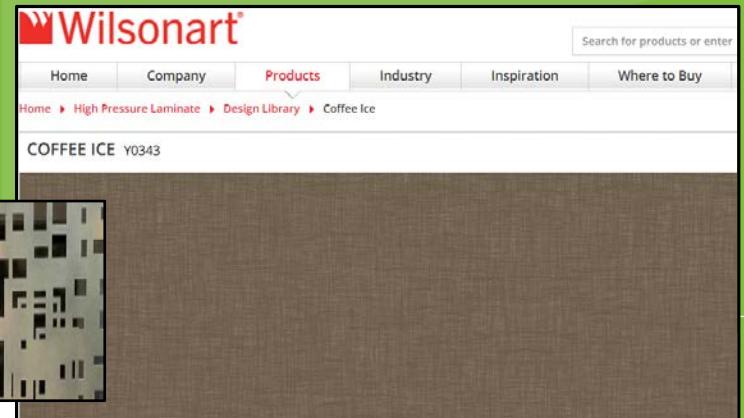 Wilsonart
Search for products or enter
Home Company Products Industry Inspiration Where to Buy
Home High Pressure Laminate Design Library Coffee Ice
COFFEE ICE Y0343